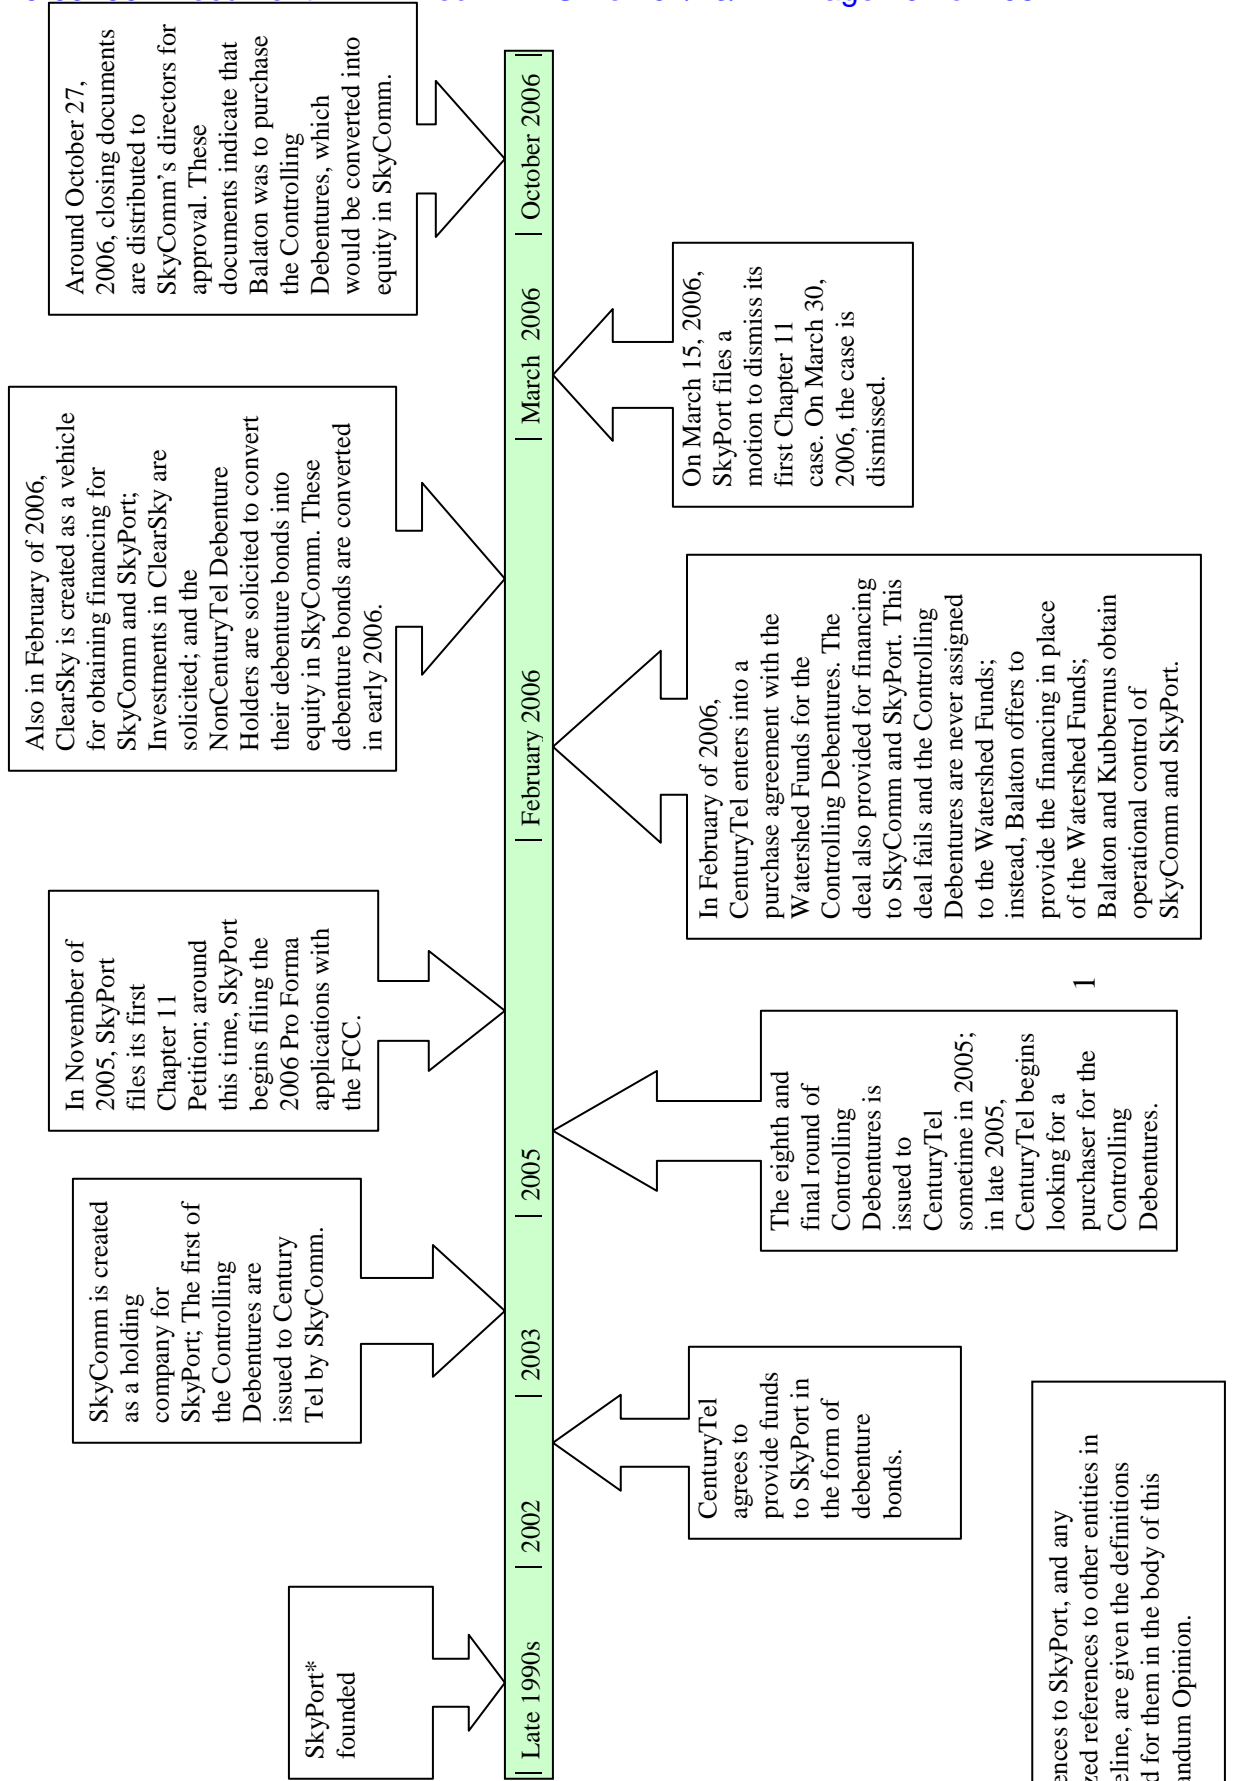 SkyPort*
founded
SkyComm is created
as a holding
company for
SkyPort; The first of
the Controlling
Debentures are
issued to Century
Tel by SkyComm.
In November of
2005, SkyPort
files its first
Chapter 11
Petition; around
this time, SkyPort
begins filing the
2006 Pro Forma
applications with
the FCC.
Also in February of 2006,
ClearSky is created as a vehicle
for obtaining financing for
SkyComm and SkyPort;
Investments in ClearSky are
solicited; and the
NonCenturyTel Debenture
Holders are solicited to convert
their debenture bonds into
equity in SkyComm. These
debenture bonds are converted
in early 2006.
Around October 27,
2006, closing documents
are distributed to
SkyComm’s directors for
approval. These
documents indicate that
Balaton was to purchase
the Controlling
Debentures, which
would be converted into
equity in SkyComm.
| Late 1990s | 2002 | 2003 | 2005 | February 2006 | March 2006 | October 2006 |
CenturyTel
agrees to
provide funds
to SkyPort in
the form of
debenture
bonds.
The eighth and
final round of
Controlling
Debentures is
issued to
CenturyTel
sometime in 2005;
in late 2005,
CenturyTel begins
looking for a
purchaser for the
Controlling
Debentures.
In February of 2006,
CenturyTel enters into a
purchase agreement with the
Watershed Funds for the
Controlling Debentures. The
deal also provided for financing
to SkyComm and SkyPort. This
deal fails and the Controlling
Debentures are never assigned
to the Watershed Funds;
instead, Balaton offers to
provide the financing in place
of the Watershed Funds;
Balaton and Kubbernus obtain
operational control of
SkyComm and SkyPort.
On March 15, 2006,
SkyPort files a
motion to dismiss its
first Chapter 11
case. On March 30,
2006, the case is
dismissed.
to SkyPort, and any
references to other entities in
are given the definitions
for them in the body of this
Opinion.
1